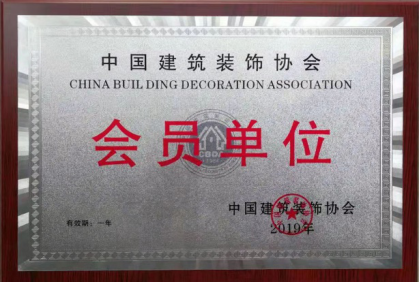 中国建筑装饰协会
CHINA BUIL DING DECORATION ASSOCIATION
会员单位
CBDA
中国建筑装饰协会
有效期：一年
2019年